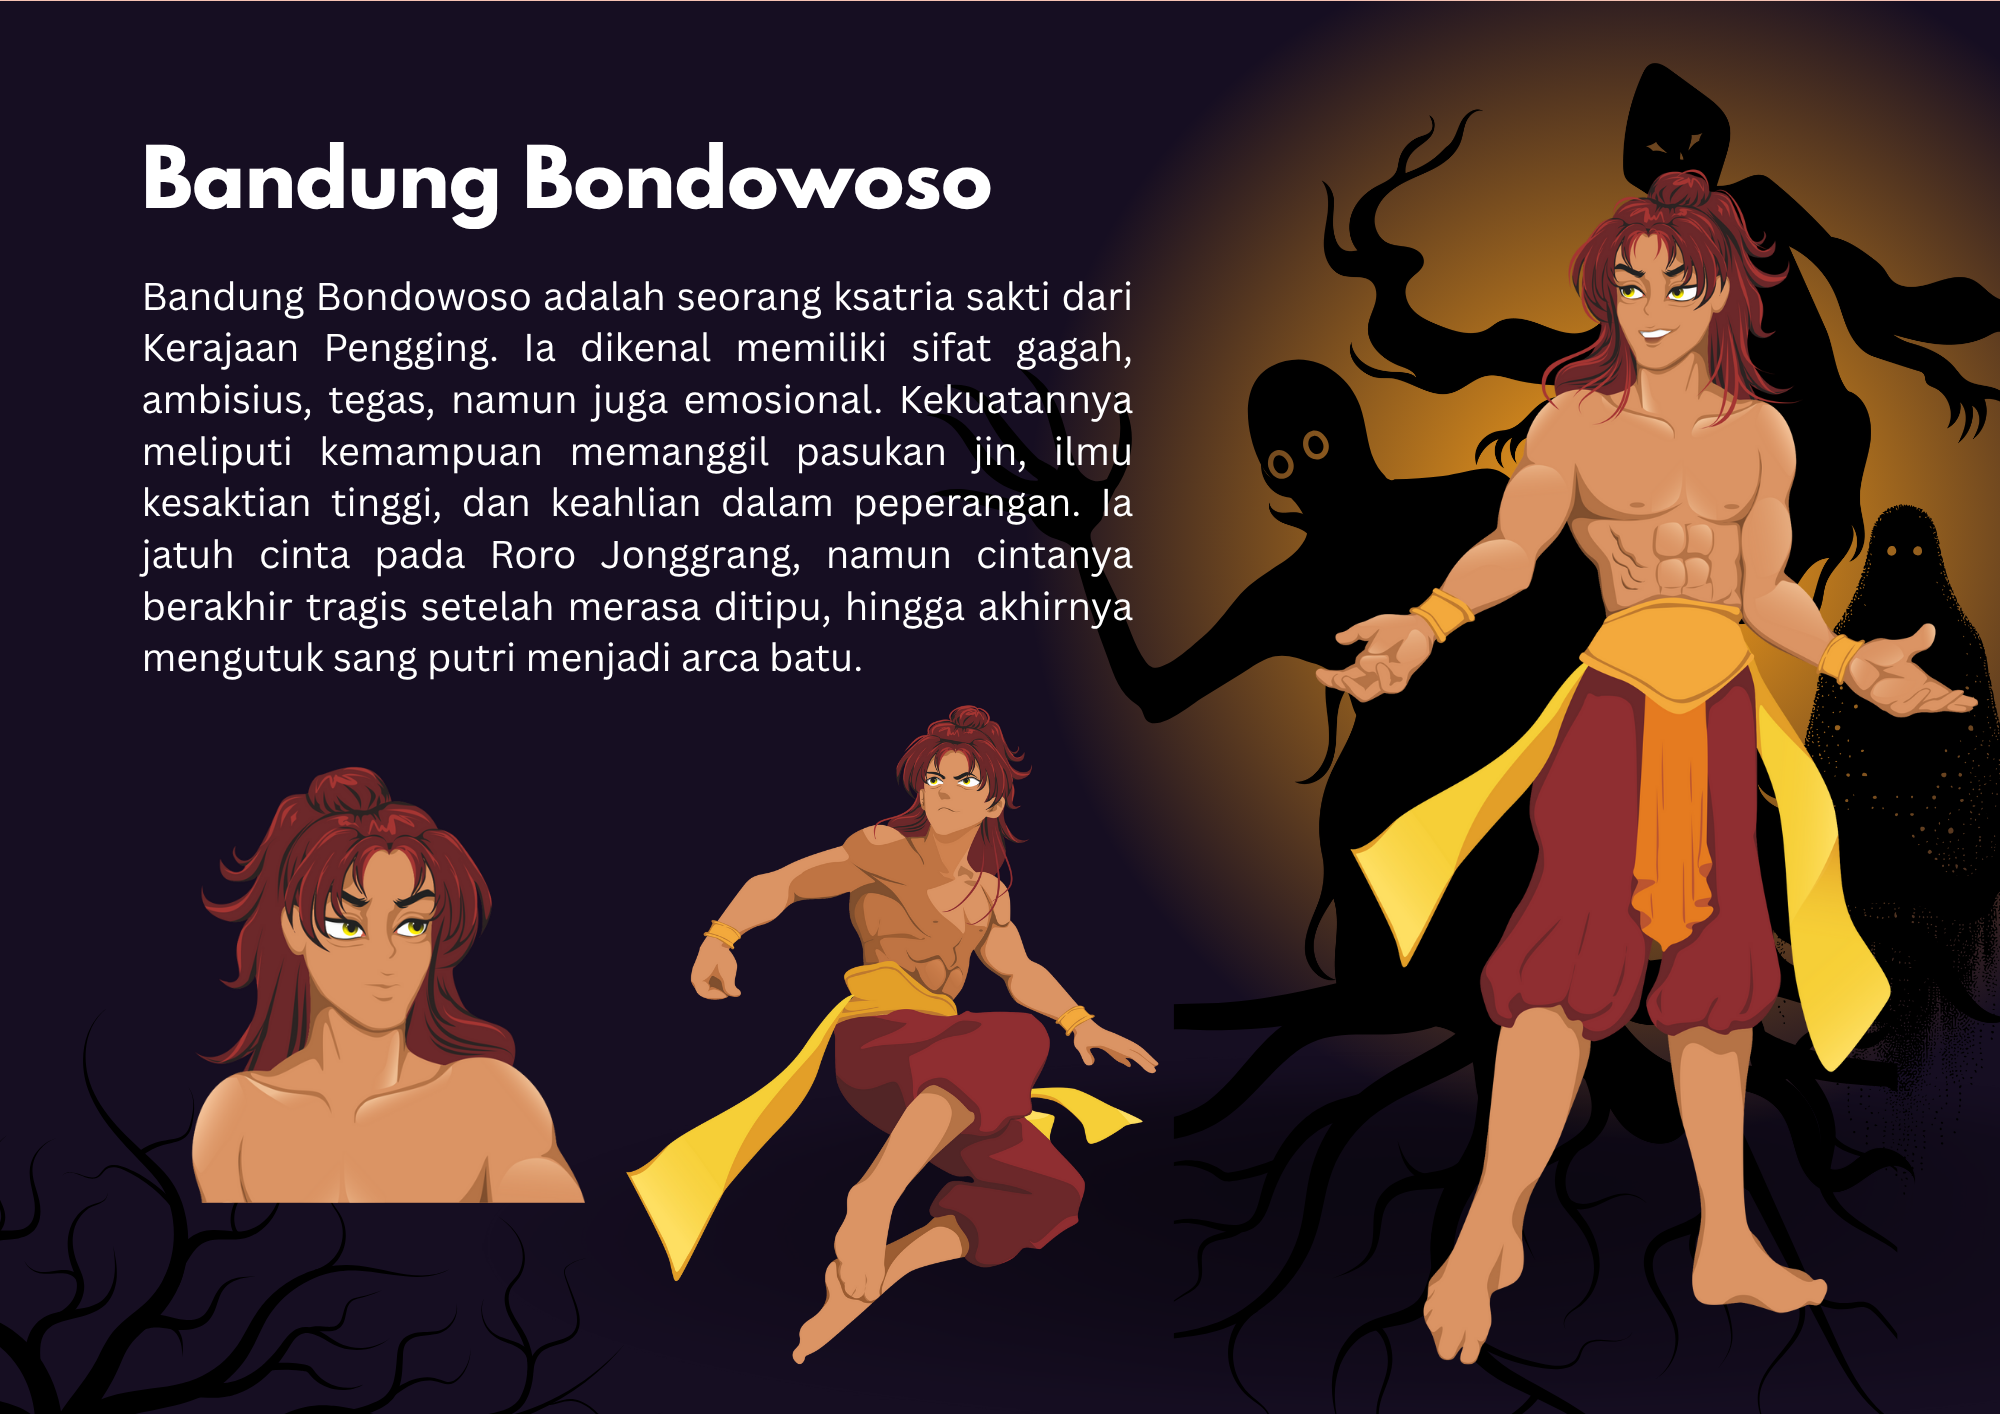 Bandung Bondowoso
Bandung Bondowoso adalah seorang ksatria sakti dari
Kerajaan Pengging. Ia dikenal memiliki sifat gagah,
ambisius, tegas, namun juga emosional. Kekuatannya
meliputi kemampuan memanggil pasukan jin, ilmu
kesaktian tinggi, dan keahlian dalam peperangan. Ia
jatuh cinta pada Roro Jonggrang, namun cintanya
berakhir tragis setelah merasa ditipu, hingga akhirnya
mengutuk sang putri menjadi arca batu.